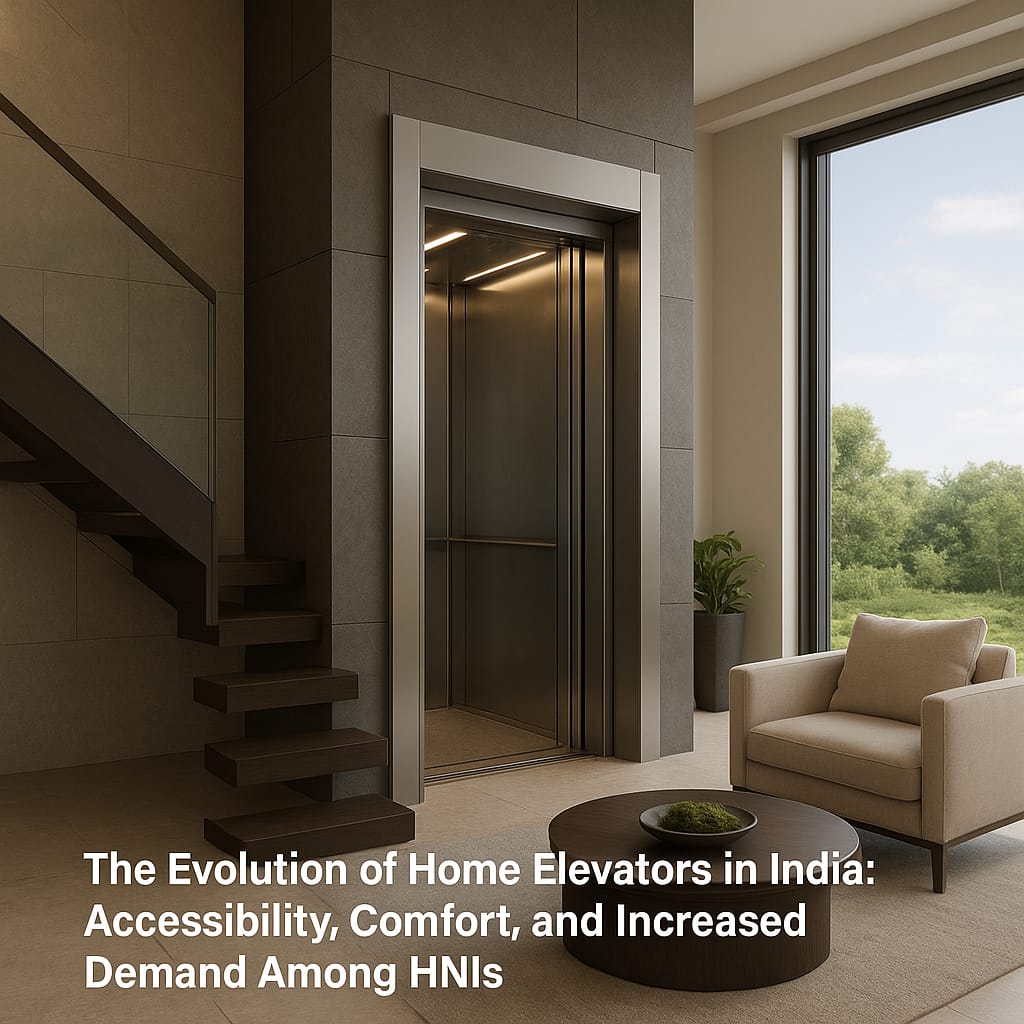 The Evolution of Home Elevators in India:
Accessibility, Comfort, and Increased
Demand Among HNIs